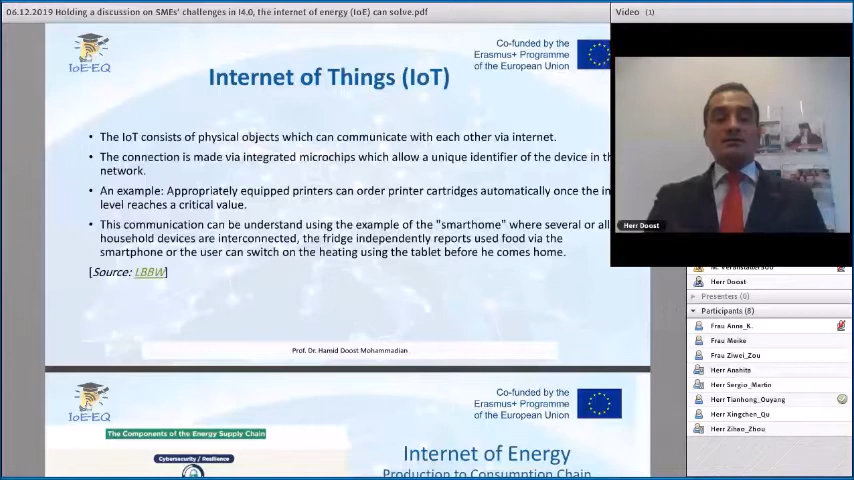 06.12.2019 Holding a discussion on SMEs' challenges in I4.0, the internet of energy (IoE) can solve.pdf
Video (1)
IoE-EQ
Co-funded by the
Erasmus+ Programme
of the European Union
Internet of Things (IoT)
• The IoT consists of physical objects which can communicate with each other via internet.
• The connection is made via integrated microchips which allow a unique identifier of the device in th
network.
• An example: Appropriately equipped printers can order printer cartridges automatically once the in
level reaches a critical value.
• This communication can be understand using the example of the "smarthome" where several or all
household devices are interconnected, the fridge independently reports used food via the
smartphone or the user can switch on the heating using the tablet before he comes home.
[Source: LBBW]
Prof. Dr. Hamid Doost Mohammadian
Herr Doost
Herr Doost
Presenters (0)
Participants (8)
Frau Anna_K.
Frau Meike
Frau Ziwei_Zou
Herr Anshita
Herr Sergio_Martin
Herr Tianhong_Ouyang
Herr Xingchen_Qu
Herr Zihao_Zhou
IoE-EQ
Co-funded by the
Erasmus+ Programme
of the European Union
The Components of the Energy Supply Chain
Cybersecurity / Resilience
Internet of Energy
Production to Consumption Chain